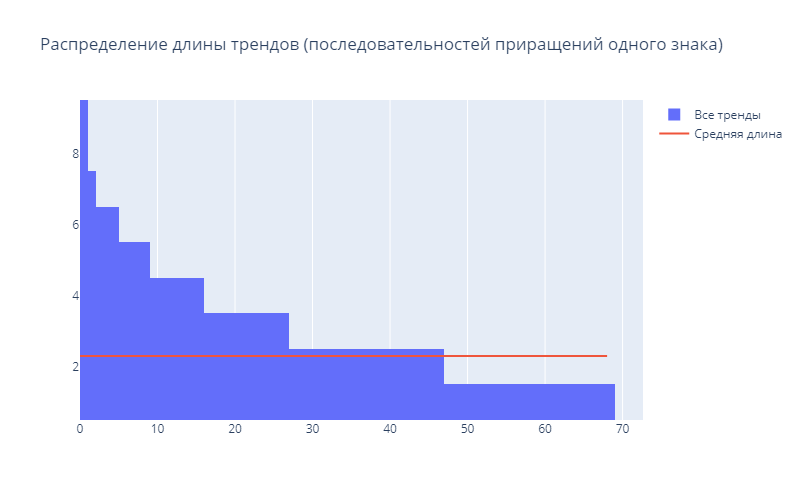 Распределение длины трендов (последовательностей приращений одного знака)
Все тренды
Средняя длина
8
6
4
2
0 10 20 30 40 50 60 70